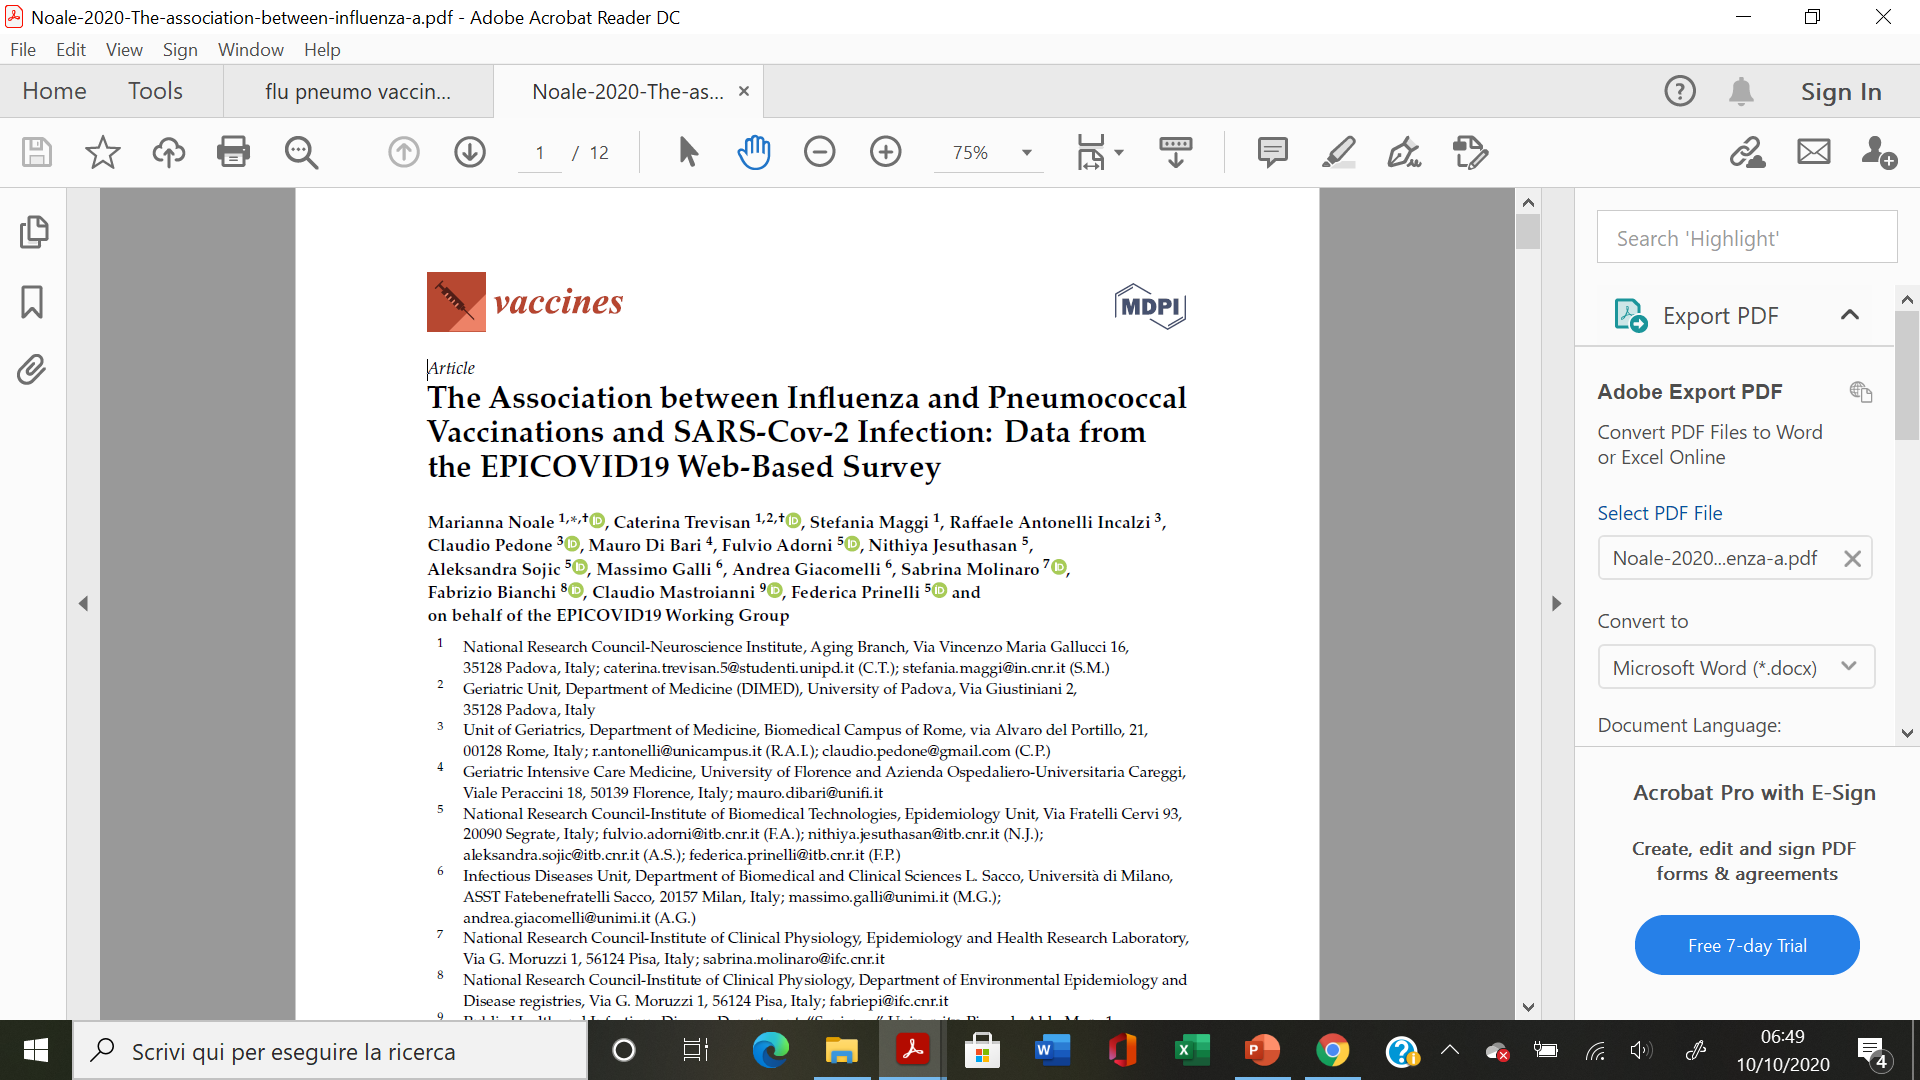 Noale-2020-The-association-between-influenza-a.pdf - Adobe Acrobat Reader DC
File Edit View Sign Window Help
Home Tools flu pneumo vaccin... Noale-2020-The-as... Sign In
1 / 12 75%
Search 'Highlight'
Export PDF
Adobe Export PDF
Convert PDF Files to Word
or Excel Online
Select PDF File
Noale-2020...enza-a.pdf
Convert to
Microsoft Word (*.docx)
Document Language:
Acrobat Pro with E-Sign
Create, edit and sign PDF
forms & agreements
Free 7-day Trial
vaccines
MDPI
Article
The Association between Influenza and Pneumococcal
Vaccinations and SARS-Cov-2 Infection: Data from
the EPICOVID19 Web-Based Survey
Marianna Noale 1,*,†, Caterina Trevisan 1,2,†, Stefania Maggi 1, Raffaele Antonelli Incalzi 3,
Claudio Pedone 3, Mauro Di Bari 4, Fulvio Adorni 5, Nithiya Jesuthasan 5,
Aleksandra Sojic 5, Massimo Galli 6, Andrea Giacomelli 6, Sabrina Molinaro 7,
Fabrizio Bianchi 8, Claudio Mastroianni 9, Federica Prinelli 5 and
on behalf of the EPICOVID19 Working Group
1 National Research Council-Neuroscience Institute, Aging Branch, Via Vincenzo Maria Gallucci 16,
35128 Padova, Italy; caterina.trevisan.5@studenti.unipd.it (C.T.); stefania.maggi@in.cnr.it (S.M.)
2 Geriatric Unit, Department of Medicine (DIMED), University of Padova, Via Giustiniani 2,
35128 Padova, Italy
3 Unit of Geriatrics, Department of Medicine, Biomedical Campus of Rome, via Alvaro del Portillo, 21,
00128 Rome, Italy; r.antonelli@unicampus.it (R.A.I.); claudio.pedone@gmail.com (C.P.)
4 Geriatric Intensive Care Medicine, University of Florence and Azienda Ospedaliero-Universitaria Careggi,
Viale Peraccini 18, 50139 Florence, Italy; mauro.dibari@unifi.it
5 National Research Council-Institute of Biomedical Technologies, Epidemiology Unit, Via Fratelli Cervi 93,
20090 Segrate, Italy; fulvio.adorni@itb.cnr.it (F.A.); nithiya.jesuthasan@itb.cnr.it (N.J.);
aleksandra.sojic@itb.cnr.it (A.S.); federica.prinelli@itb.cnr.it (F.P.)
6 Infectious Diseases Unit, Department of Biomedical and Clinical Sciences L. Sacco, Università di Milano,
ASST Fatebenefratelli Sacco, 20157 Milan, Italy; massimo.galli@unimi.it (M.G.);
andrea.giacomelli@unimi.it (A.G.)
7 National Research Council-Institute of Clinical Physiology, Epidemiology and Health Research Laboratory,
Via G. Moruzzi 1, 56124 Pisa, Italy; sabrina.molinaro@ifc.cnr.it
8 National Research Council-Institute of Clinical Physiology, Department of Environmental Epidemiology and
Disease registries, Via G. Moruzzi 1, 56124 Pisa, Italy; fabriepi@ifc.cnr.it
9
Scrivi qui per eseguire la ricerca
06:49
10/10/2020
4